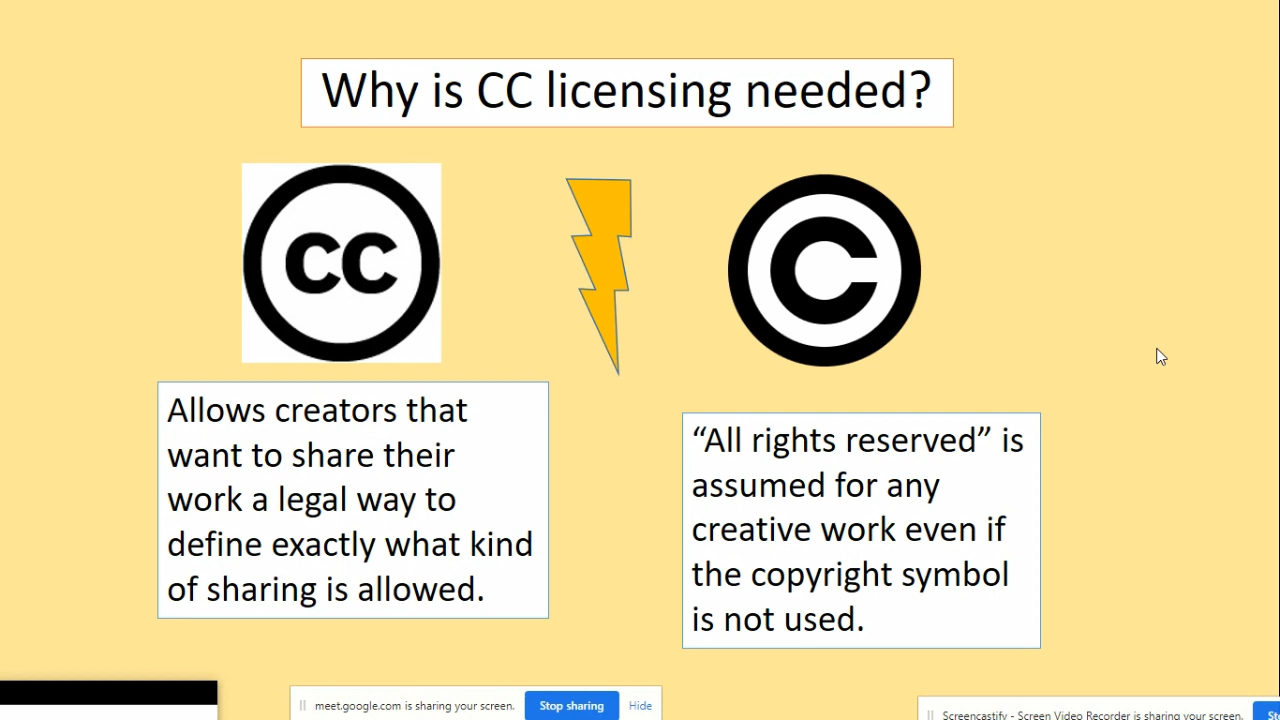 Why is CC licensing needed?
cc
C
Allows creators that
want to share their
work a legal way to
define exactly what kind
of sharing is allowed.
“All rights reserved” is
assumed for any
creative work even if
the copyright symbol
is not used.
meet.google.com is sharing your screen. Stop sharing Hide
Screencastify - Screen Video Recorder is sharing your screen.